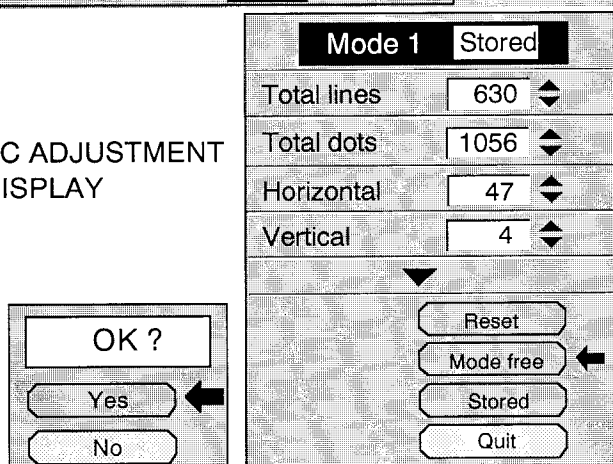 Mode 1 Stored
Total lines 630
Total dots 1056
Horizontal 47
Vertical 4
Reset
Mode free
Stored
Quit
C ADJUSTMENT
ISPLAY
OK ?
Yes
No